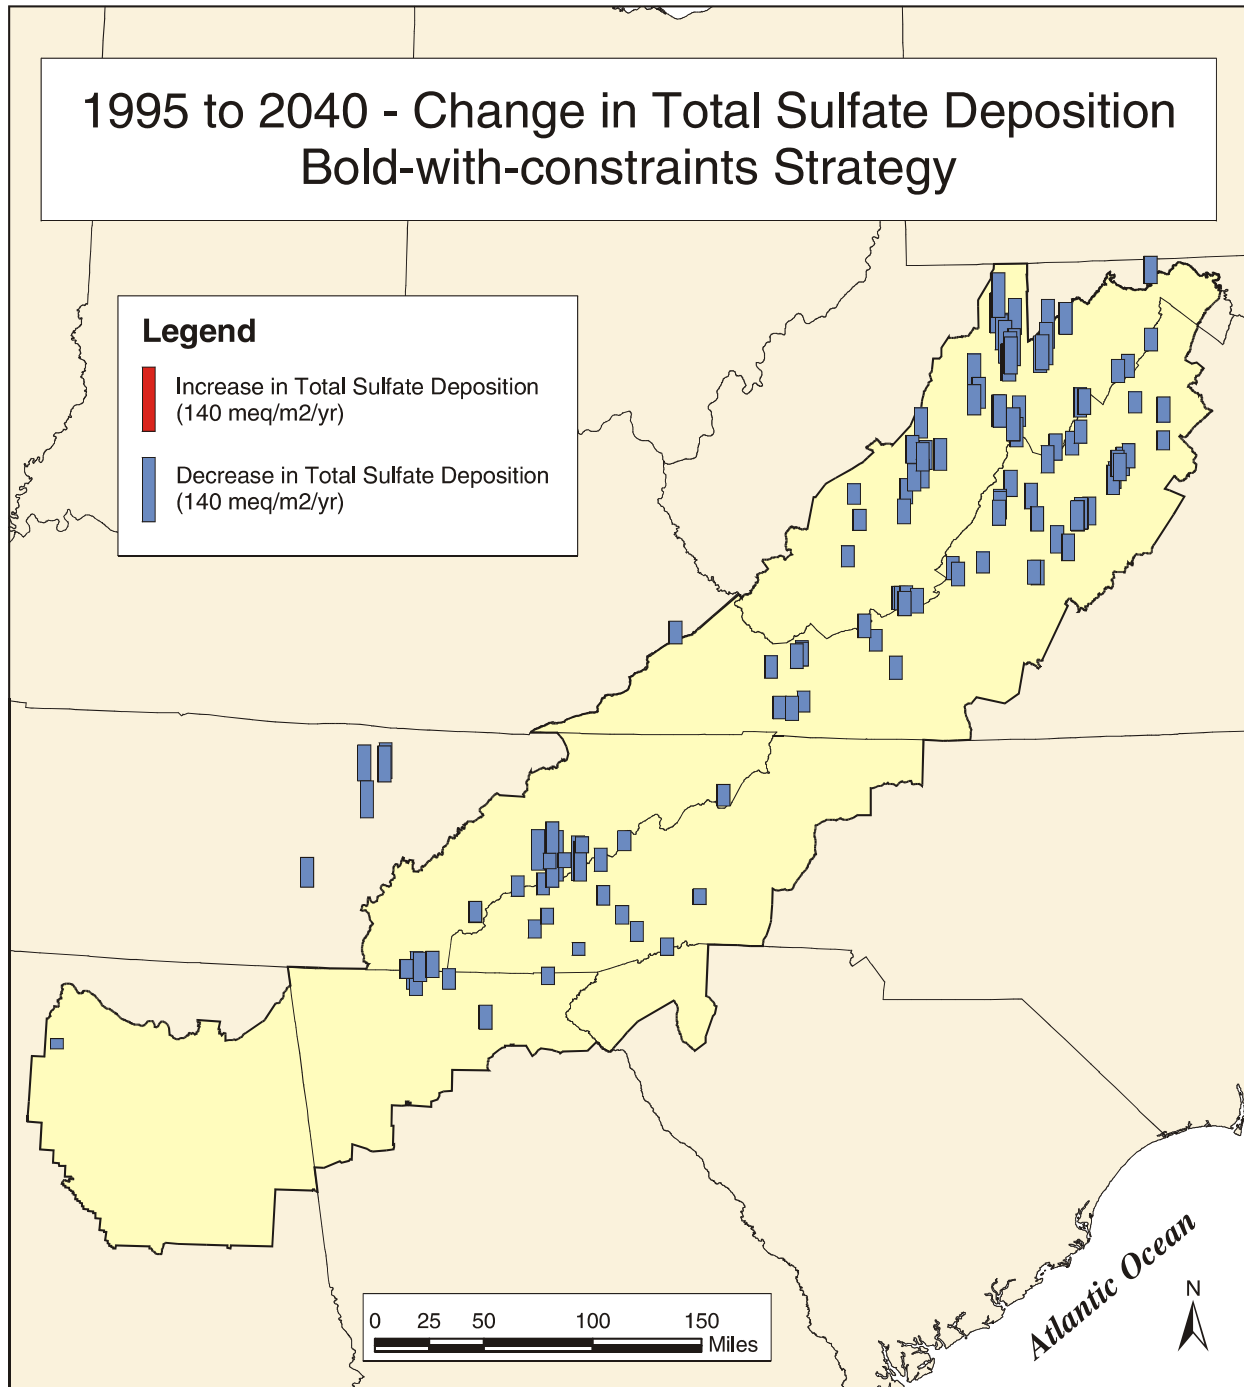 1995 to 2040 - Change in Total Sulfate Deposition
Bold-with-constraints Strategy
Legend
Increase in Total Sulfate Deposition
(140 meq/m2/yr)
Decrease in Total Sulfate Deposition
(140 meq/m2/yr)
Atlantic Ocean
N
0 25 50 100 150
Miles